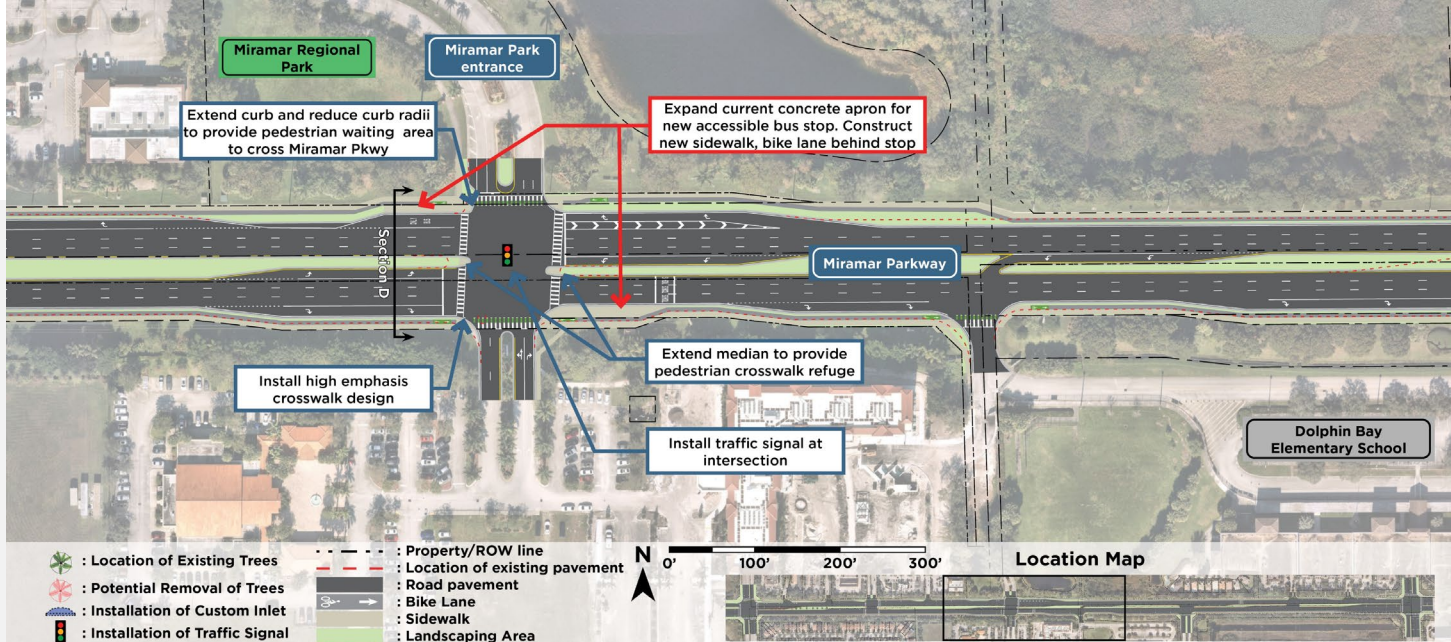 Miramar Regional
Park
Miramar Park
entrance
Extend curb and reduce curb radii
to provide pedestrian waiting area
to cross Miramar Pkwy
Expand current concrete apron for
new accessible bus stop. Construct
new sidewalk, bike lane behind stop
Section D
Miramar Parkway
Install high emphasis
crosswalk design
Extend median to provide
pedestrian crosswalk refuge
Install traffic signal at
intersection
Dolphin Bay
Elementary School
: Location of Existing Trees
: Potential Removal of Trees
: Installation of Custom Inlet
: Installation of Traffic Signal
: Property/ROW line
: Location of existing pavement
: Road pavement
: Bike Lane
: Sidewalk
: Landscaping Area
N
0' 100' 200' 300'
Location Map